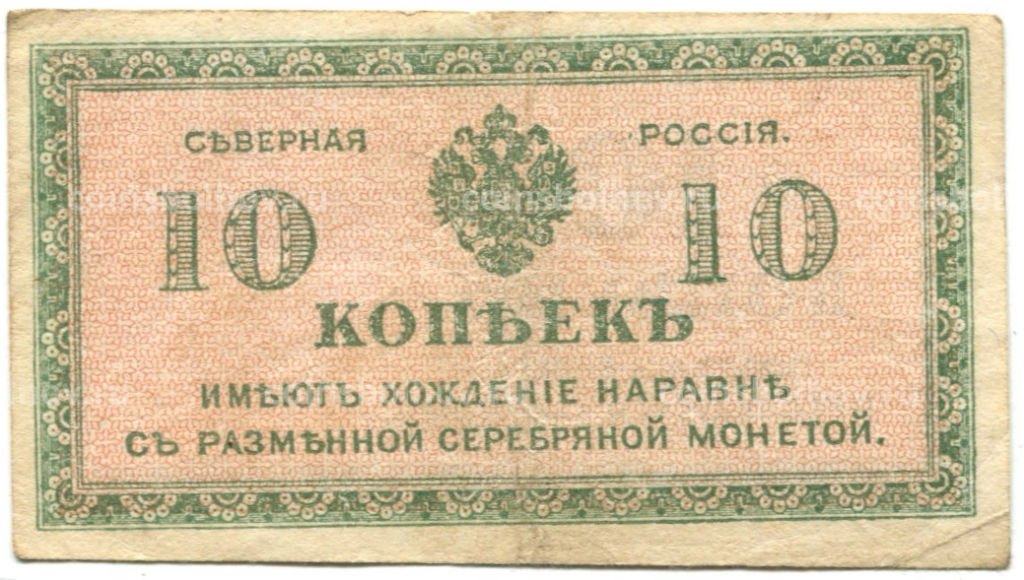 СѢВЕРНАЯ РОССІЯ.
10 10
КОПѢЕКЪ
ИМѢЮТЪ ХОЖДЕНІЕ НАРАВНѢ
СЪ РАЗМѢННОЙ СЕРЕБРЯНОЙ МОНЕТОЙ.